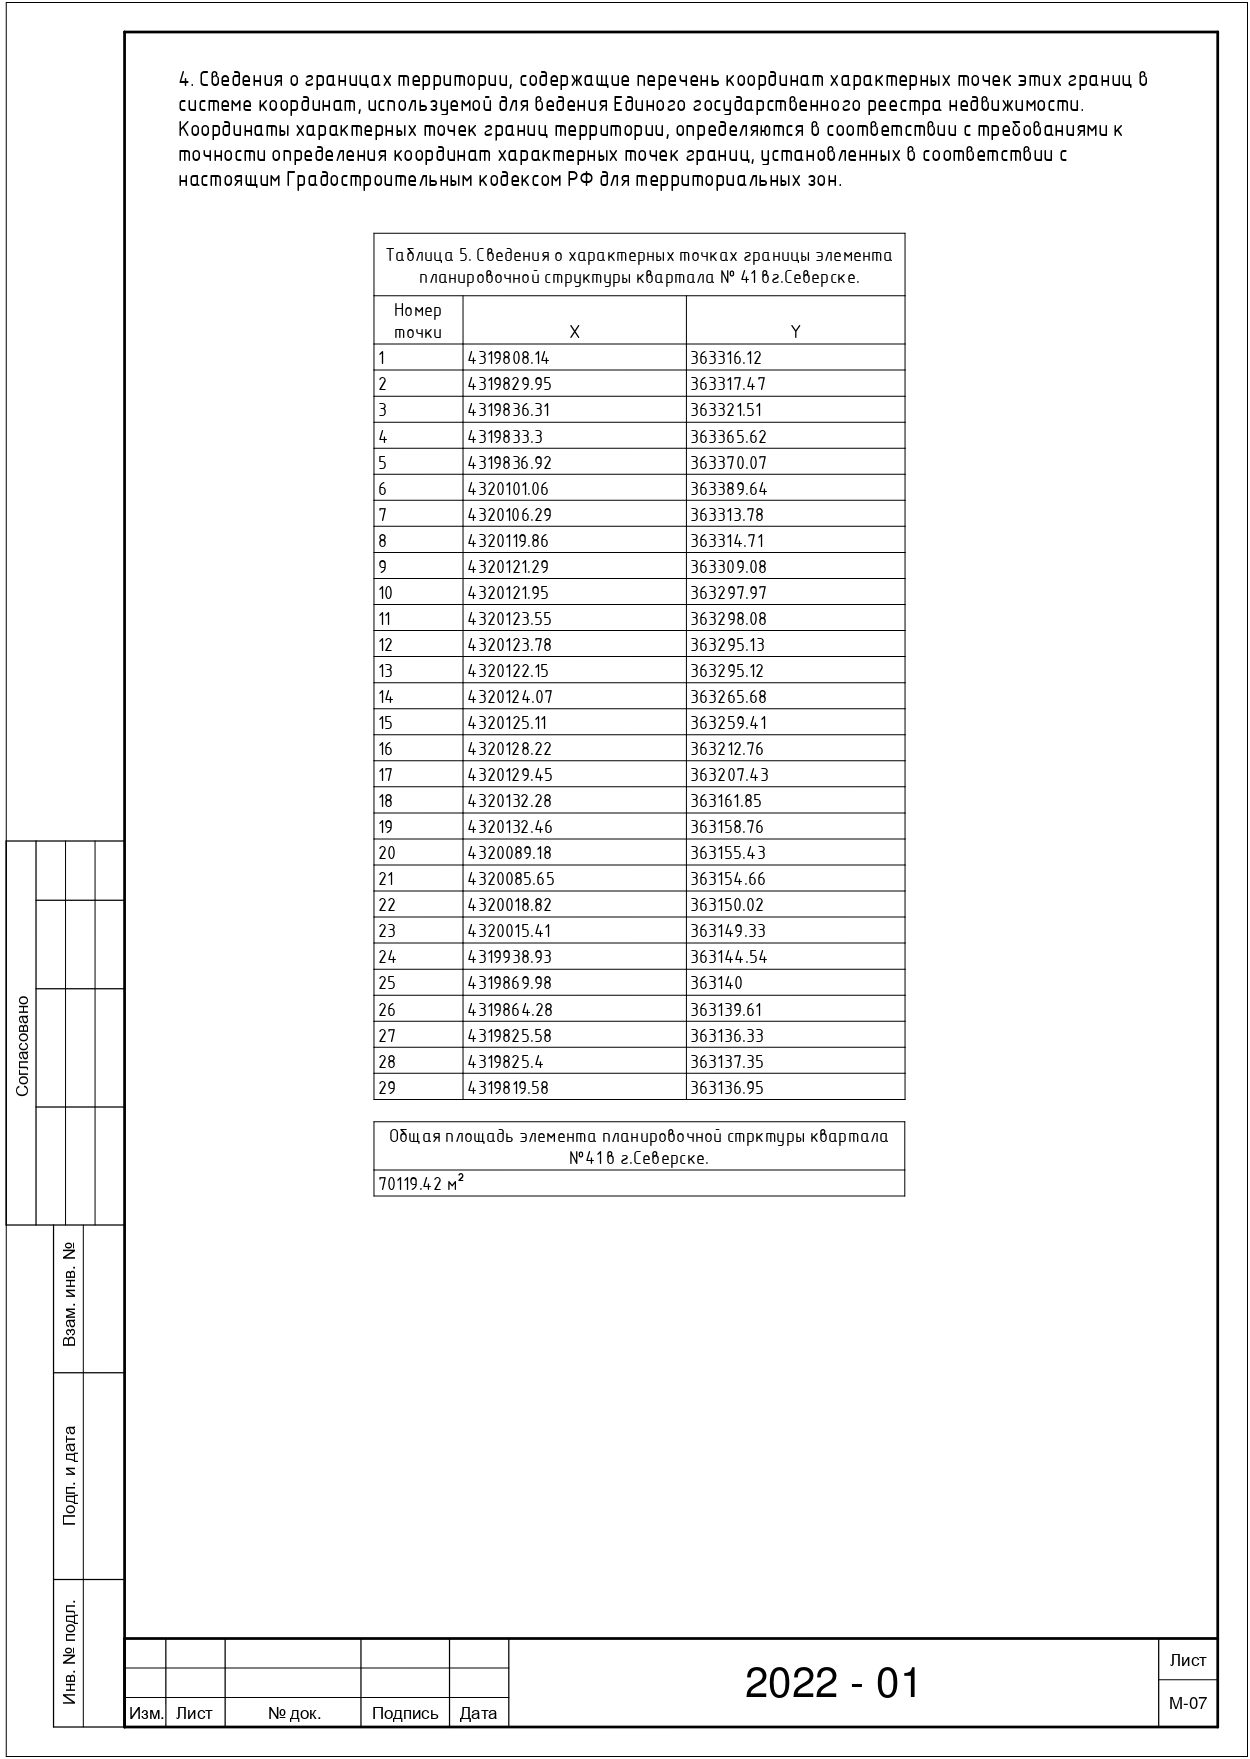 4. Сведения о границах территории, содержащие перечень координат характерных точек этих границ в
системе координат, используемой для ведения Единого государственного реестра недвижимости.
Координаты характерных точек границ территории, определяются в соответствии с требованиями к
точности определения координат характерных точек границ, установленных в соответствии с
настоящим Градостроительным кодексом РФ для территориальных зон.
Таблица 5. Сведения о характерных точках границы элемента
планировочной структуры квартала № 41 вг.Северске.
Номер
точки X Y
1 4319808.14 363316.12
2 4319829.95 363317.47
3 4319836.31 363321.51
4 4319833.3 363365.62
5 4319836.92 363370.07
6 4320101.06 363389.64
7 4320106.29 363313.78
8 4320119.86 363314.71
9 4320121.29 363309.08
10 4320121.95 363297.97
11 4320123.55 363298.08
12 4320123.78 363295.13
13 4320122.15 363295.12
14 4320124.07 363265.68
15 4320125.11 363259.41
16 4320128.22 363212.76
17 4320129.45 363207.43
18 4320132.28 363161.85
19 4320132.46 363158.76
20 4320089.18 363155.43
21 4320085.65 363154.66
22 4320018.82 363150.02
23 4320015.41 363149.33
24 4319938.93 363144.54
25 4319869.98 363140
26 4319864.28 363139.61
27 4319825.58 363136.33
28 4319825.4 363137.35
29 4319819.58 363136.95
Общая площадь элемента планировочной стрктуры квартала
№41 в г.Северске.
70119.42 м²
Согласовано
Взам. инв. №
Подп. и дата
Инв. № подл.
Изм. Лист № док. Подпись Дата
2022 - 01
Лист
М-07